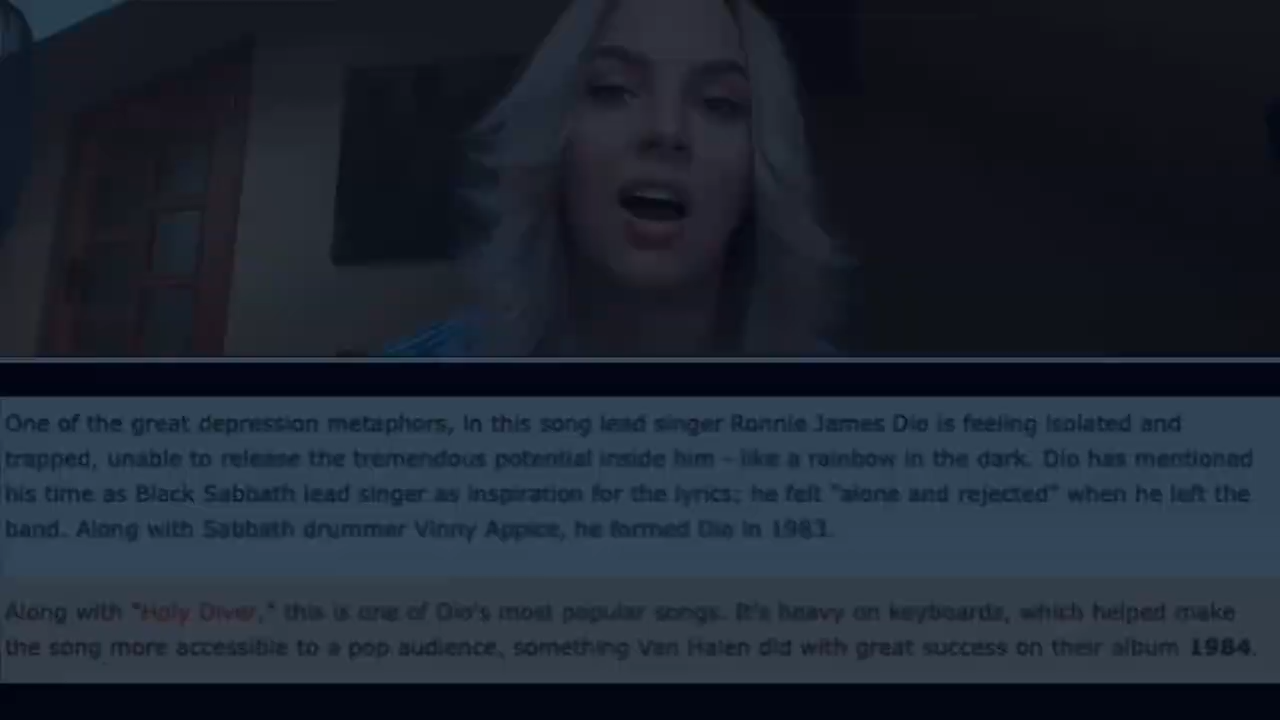 One of the great depression metaphors, in this song lead singer Ronnie James Dio is feeling isolated and
trapped, unable to release the tremendous potential inside him - like a rainbow in the dark. Dio has mentioned
his time as Black Sabbath lead singer as inspiration for the lyrics; he felt "alone and rejected" when he left the
band. Along with Sabbath drummer Vinny Appice, he formed Dio in 1983.
Along with "Holy Diver," this is one of Dio's most popular songs. It's heavy on keyboards, which helped make
the song more accessible to a pop audience, something Van Halen did with great success on their album 1984.